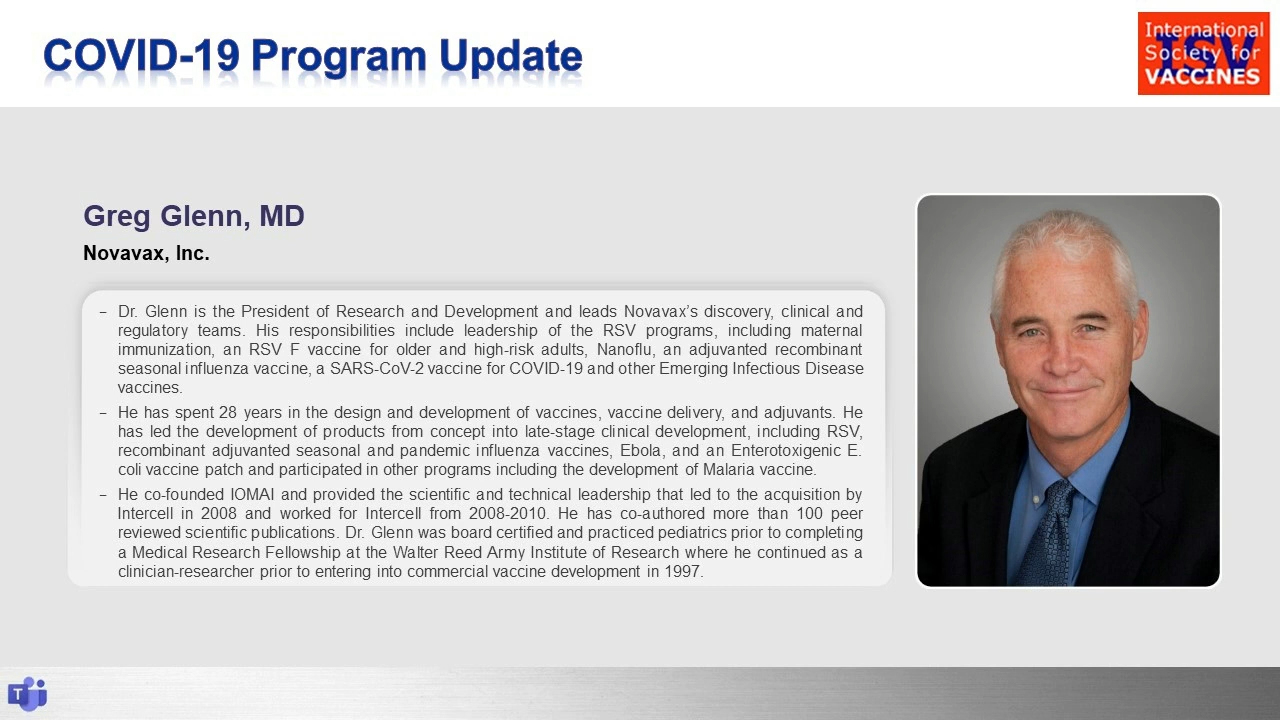 COVID-19 Program Update
International
Society for
VACCINES
ISV
Greg Glenn, MD
Novavax, Inc.
– Dr. Glenn is the President of Research and Development and leads Novavax’s discovery, clinical and
regulatory teams. His responsibilities include leadership of the RSV programs, including maternal
immunization, an RSV F vaccine for older and high-risk adults, Nanoflu, an adjuvanted recombinant
seasonal influenza vaccine, a SARS-CoV-2 vaccine for COVID-19 and other Emerging Infectious Disease
vaccines.
– He has spent 28 years in the design and development of vaccines, vaccine delivery, and adjuvants. He
has led the development of products from concept into late-stage clinical development, including RSV,
recombinant adjuvanted seasonal and pandemic influenza vaccines, Ebola, and an Enterotoxigenic E.
coli vaccine patch and participated in other programs including the development of Malaria vaccine.
– He co-founded IOMAI and provided the scientific and technical leadership that led to the acquisition by
Intercell in 2008 and worked for Intercell from 2008-2010. He has co-authored more than 100 peer
reviewed scientific publications. Dr. Glenn was board certified and practiced pediatrics prior to completing
a Medical Research Fellowship at the Walter Reed Army Institute of Research where he continued as a
clinician-researcher prior to entering into commercial vaccine development in 1997.
T